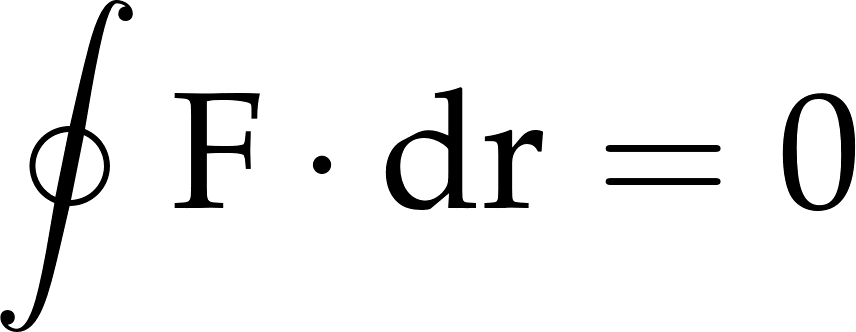 ∮ F · dr = 0